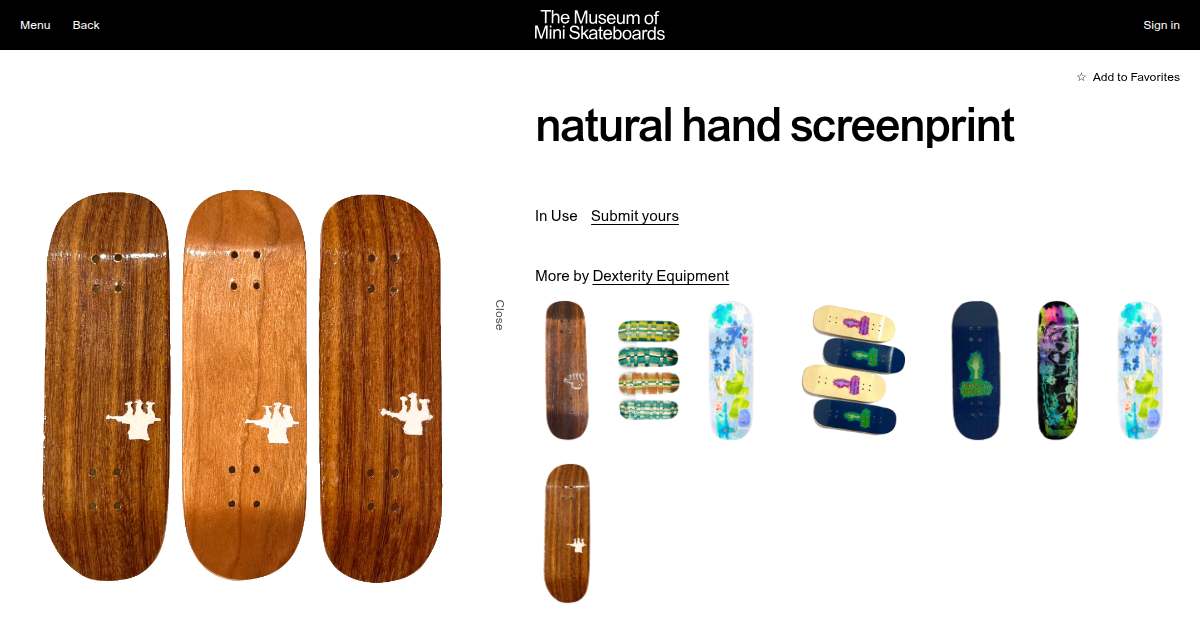 Menu Back
The Museum of
Mini Skateboards
Sign in
☆ Add to Favorites
natural hand screenprint
In Use Submit yours
More by Dexterity Equipment
Close